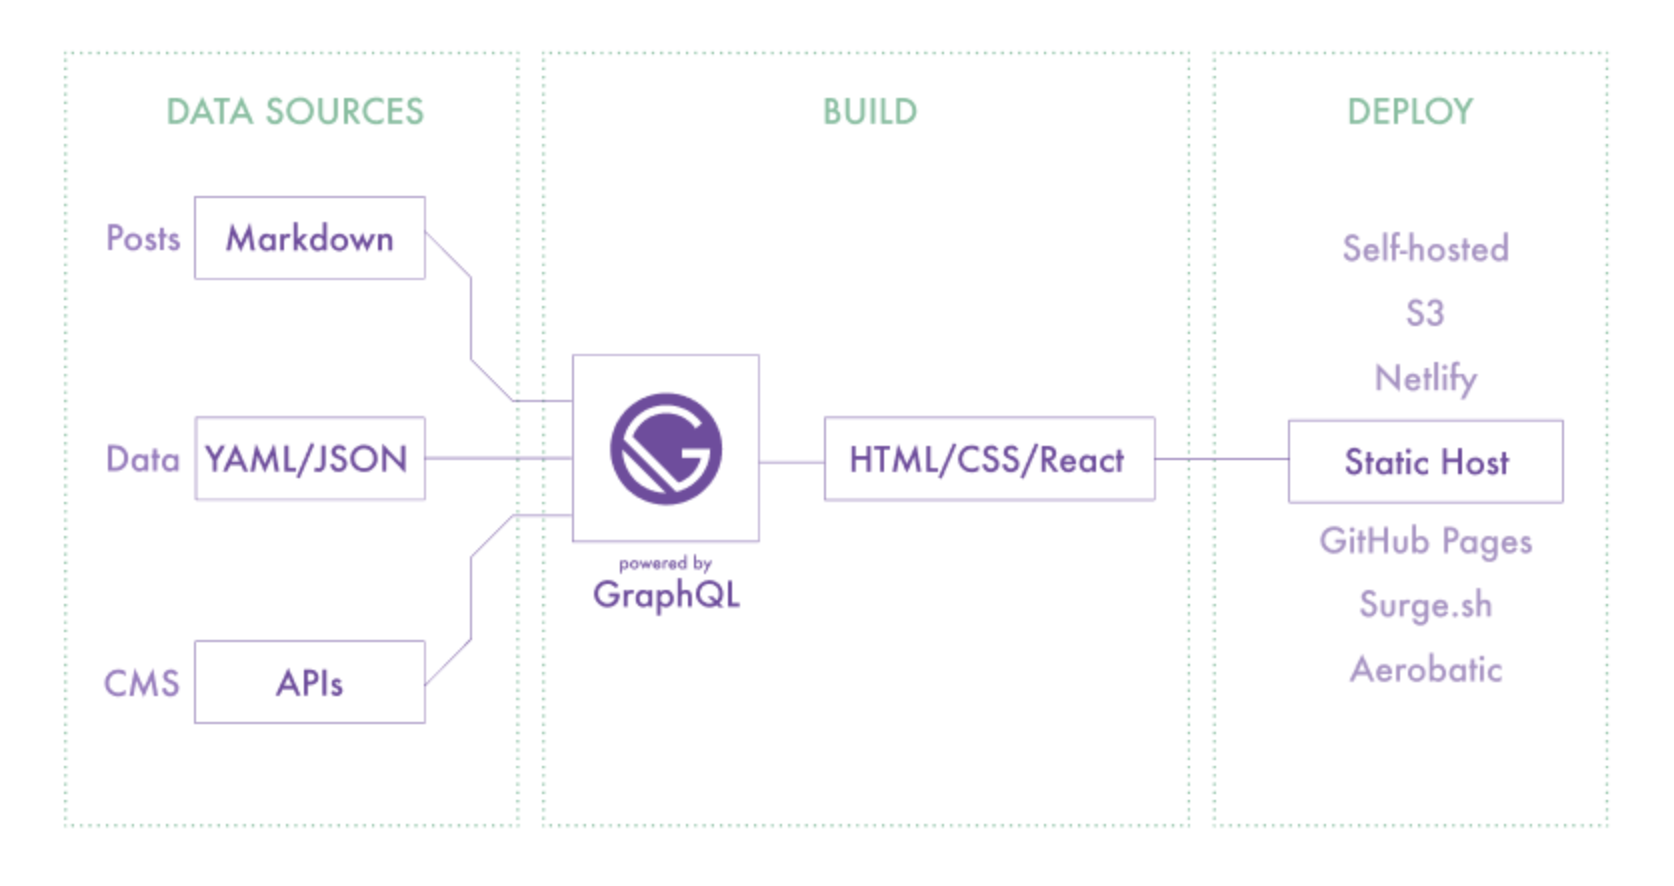 DATA SOURCES
Posts
Markdown
Data
YAML/JSON
CMS
APIs
BUILD
powered by
GraphQL
HTML/CSS/React
DEPLOY
Self-hosted
S3
Netlify
Static Host
GitHub Pages
Surge.sh
Aerobatic